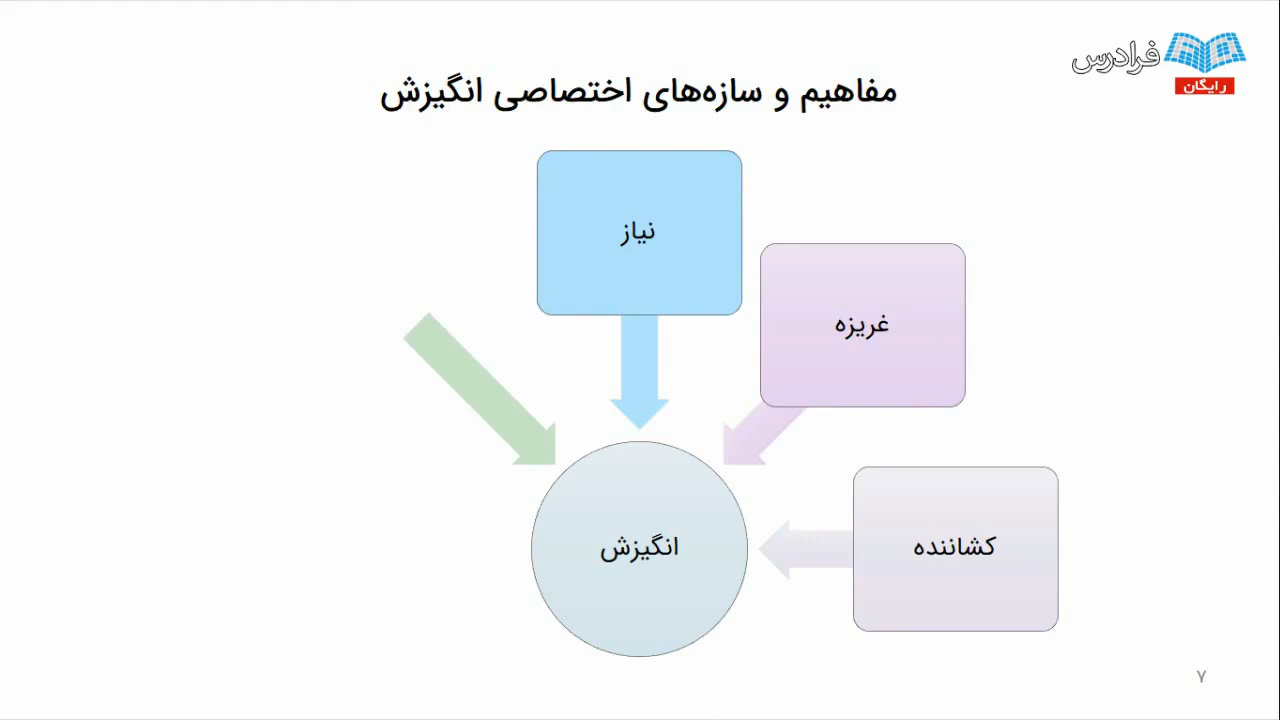 فرادرس
رایگان
مفاهیم و سازه‌های اختصاصی انگیزش
نیاز
غریزه
کشاننده
انگیزش
۷